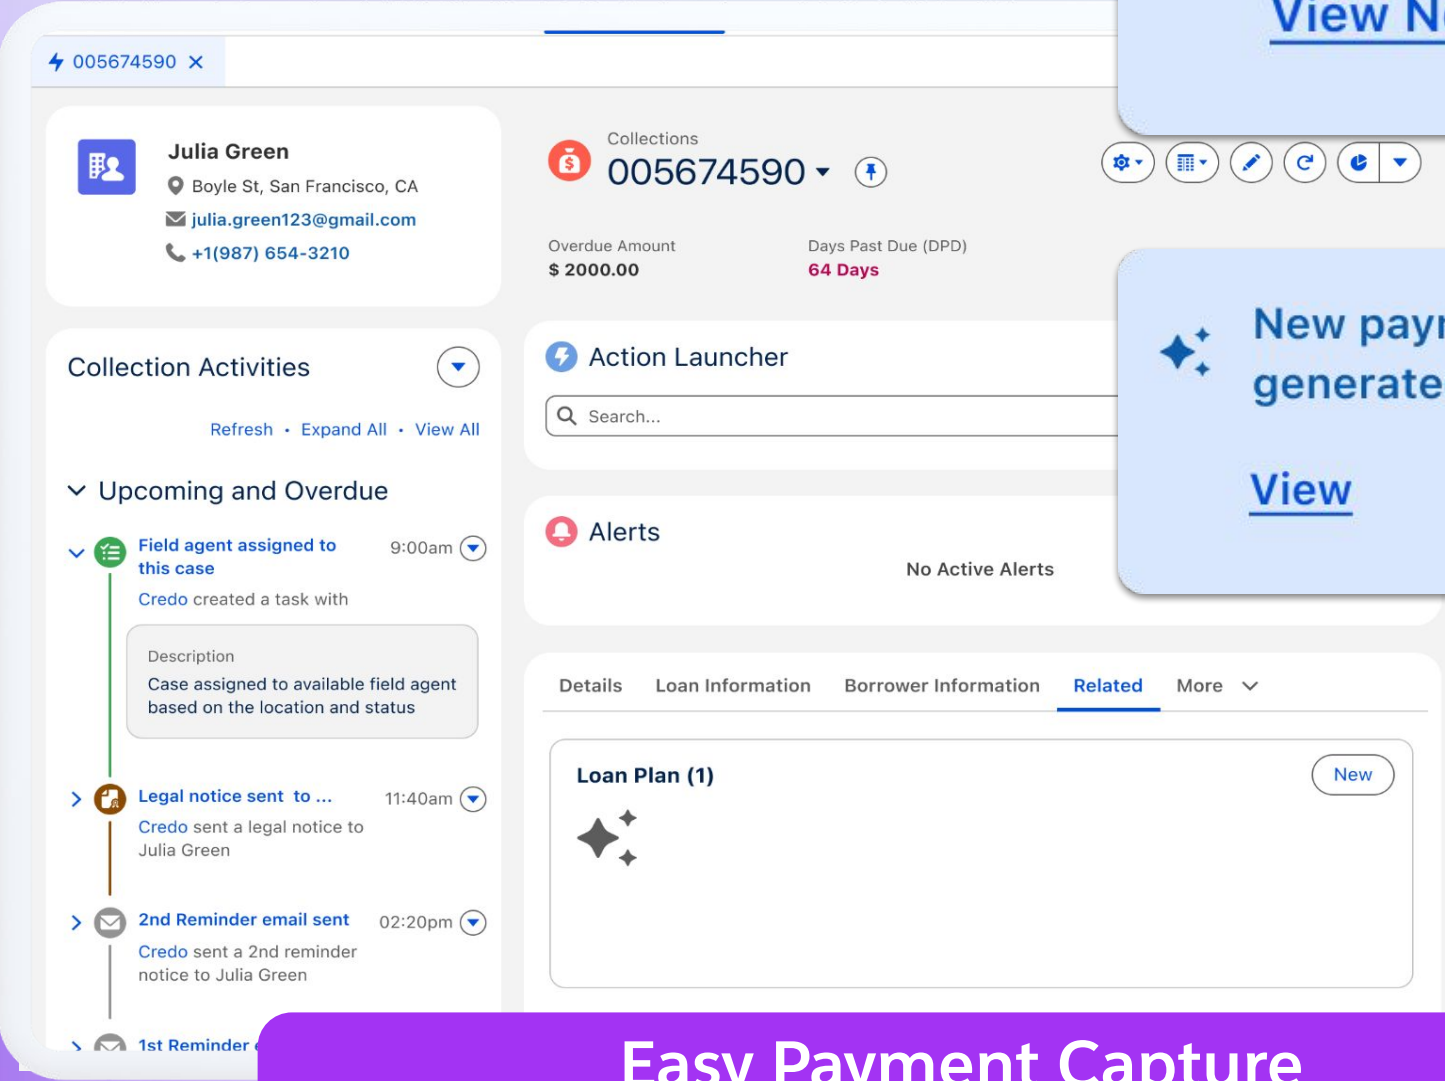 View
005674590
Julia Green
Boyle St, San Francisco, CA
julia.green123@gmail.com
+1(987) 654-3210
Collections
005674590
Overdue Amount
$ 2000.00
Days Past Due (DPD)
64 Days
New
generate
View
Collection Activities
Refresh • Expand All • View All
Upcoming and Overdue
Field agent assigned to
this case
9:00am
Credo created a task with
Description
Case assigned to available field agent
based on the location and status
Legal notice sent to ...
11:40am
Credo sent a legal notice to
Julia Green
2nd Reminder email sent
02:20pm
Credo sent a 2nd reminder
notice to Julia Green
1st Reminder
Action Launcher
Search...
Alerts
No Active Alerts
Details
Loan Information
Borrower Information
Related
More
Loan Plan (1)
New
Easy Payment Capture